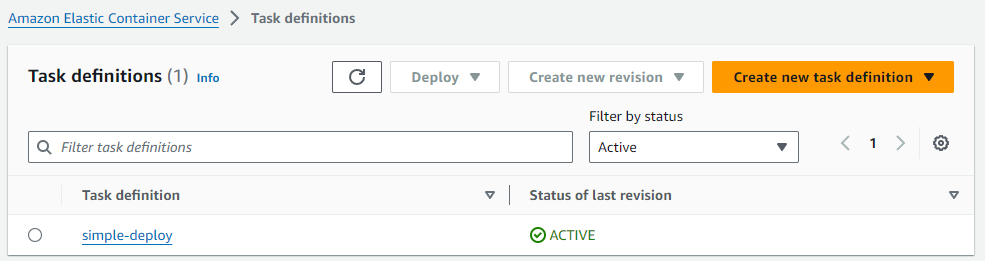 Amazon Elastic Container Service > Task definitions
Task definitions (1) Info
Deploy
Create new revision
Create new task definition
Filter by status
Filter task definitions
Active
1
Task definition
Status of last revision
simple-deploy
ACTIVE